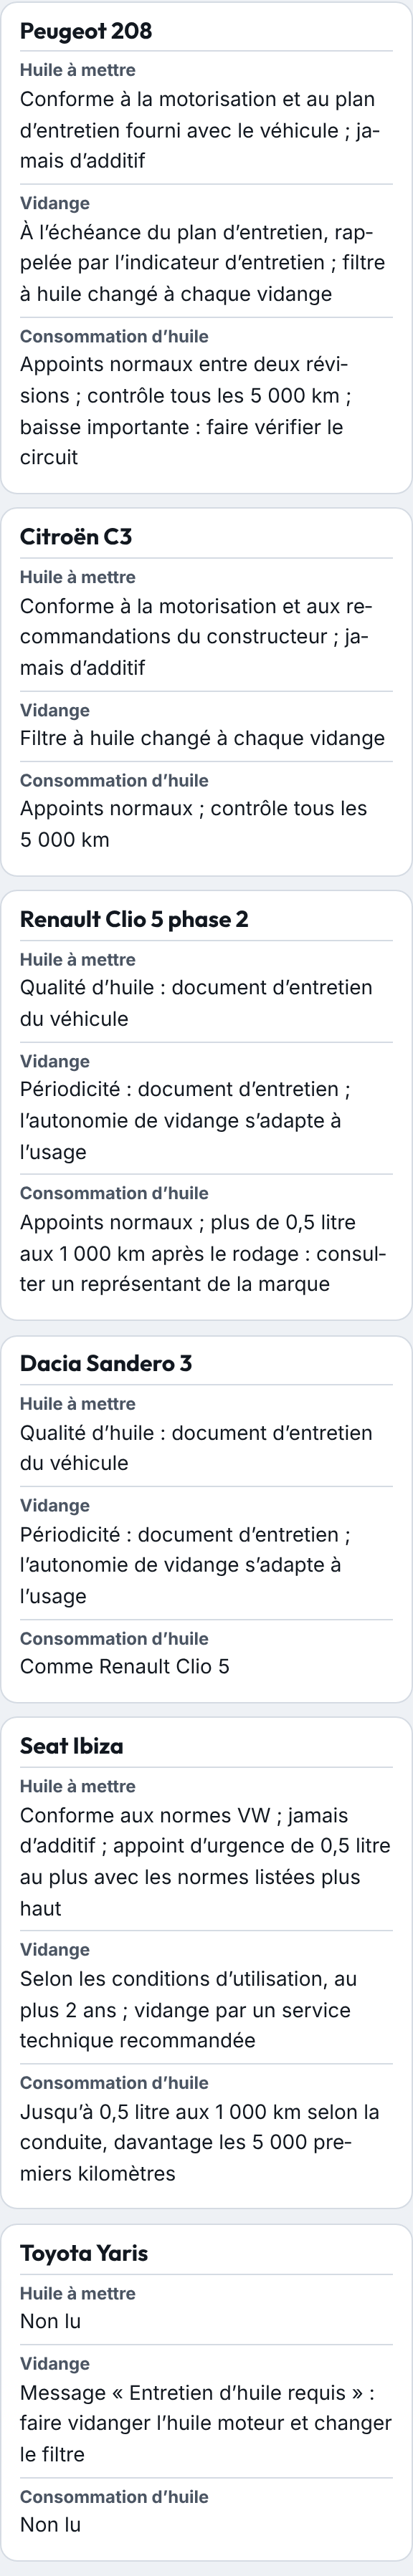 Peugeot 208
Huile à mettre
Conforme à la motorisation et au plan
d’entretien fourni avec le véhicule ; ja-
mais d’additif
Vidange
À l’échéance du plan d’entretien, rap-
pelée par l’indicateur d’entretien ; filtre
à huile changé à chaque vidange
Consommation d’huile
Appoints normaux entre deux révi-
sions ; contrôle tous les 5 000 km ;
baisse importante : faire vérifier le
circuit
Citroën C3
Huile à mettre
Conforme à la motorisation et aux re-
commandations du constructeur ; ja-
mais d’additif
Vidange
Filtre à huile changé à chaque vidange
Consommation d’huile
Appoints normaux ; contrôle tous les
5 000 km
Renault Clio 5 phase 2
Huile à mettre
Qualité d’huile : document d’entretien
du véhicule
Vidange
Périodicité : document d’entretien ;
l’autonomie de vidange s’adapte à
l’usage
Consommation d’huile
Appoints normaux ; plus de 0,5 litre
aux 1 000 km après le rodage : consul-
ter un représentant de la marque
Dacia Sandero 3
Huile à mettre
Qualité d’huile : document d’entretien
du véhicule
Vidange
Périodicité : document d’entretien ;
l’autonomie de vidange s’adapte à
l’usage
Consommation d’huile
Comme Renault Clio 5
Seat Ibiza
Huile à mettre
Conforme aux normes VW ; jamais
d’additif ; appoint d’urgence de 0,5 litre
au plus avec les normes listées plus
haut
Vidange
Selon les conditions d’utilisation, au
plus 2 ans ; vidange par un service
technique recommandée
Consommation d’huile
Jusqu’à 0,5 litre aux 1 000 km selon la
conduite, davantage les 5 000 pre-
miers kilomètres
Toyota Yaris
Huile à mettre
Non lu
Vidange
Message « Entretien d’huile requis » :
faire vidanger l’huile moteur et changer
le filtre
Consommation d’huile
Non lu